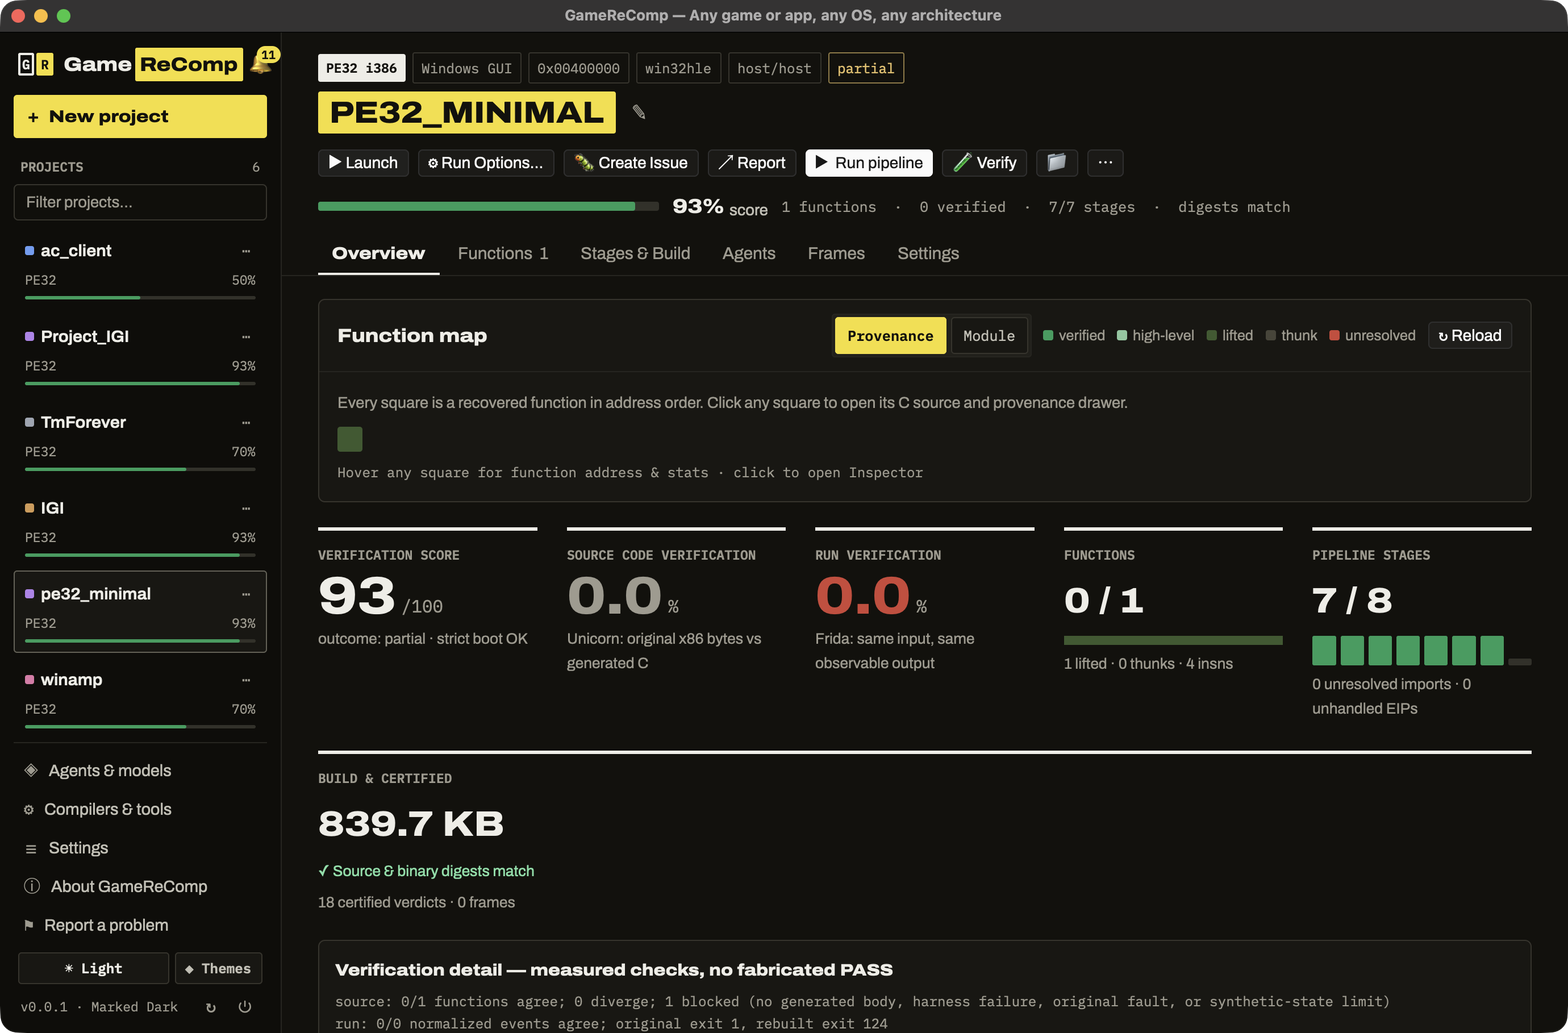 GameReComp — Any game or app, any OS, any architecture
GR Game ReComp 11
+ New project
PROJECTS 6
Filter projects...
ac_client ...
PE32 50%
Project_IGI ...
PE32 93%
TmForever ...
PE32 70%
IGI ...
PE32 93%
pe32_minimal ...
PE32 93%
winamp ...
PE32 70%
Agents & models
Compilers & tools
Settings
About GameReComp
Report a problem
Light
Themes
v0.0.1 · Marked Dark
PE32 i386 Windows GUI 0x00400000 win32hle host/host partial
PE32_MINIMAL
Launch Run Options... Create Issue Report Run pipeline Verify ...
93% score 1 functions · 0 verified · 7/7 stages · digests match
Overview Functions 1 Stages & Build Agents Frames Settings
Function map Provenance Module verified high-level lifted thunk unresolved Reload
Every square is a recovered function in address order. Click any square to open its C source and provenance drawer.
Hover any square for function address & stats · click to open Inspector
VERIFICATION SCORE
93 /100
outcome: partial · strict boot OK
SOURCE CODE VERIFICATION
0.0 %
Unicorn: original x86 bytes vs
generated C
RUN VERIFICATION
0.0 %
Frida: same input, same
observable output
FUNCTIONS
0 / 1
1 lifted · 0 thunks · 4 insns
PIPELINE STAGES
7 / 8
0 unresolved imports · 0
unhandled EIPs
BUILD & CERTIFIED
839.7 KB
✓ Source & binary digests match
18 certified verdicts · 0 frames
Verification detail — measured checks, no fabricated PASS
source: 0/1 functions agree; 0 diverge; 1 blocked (no generated body, harness failure, original fault, or synthetic-state limit)
run: 0/0 normalized events agree; original exit 1, rebuilt exit 124